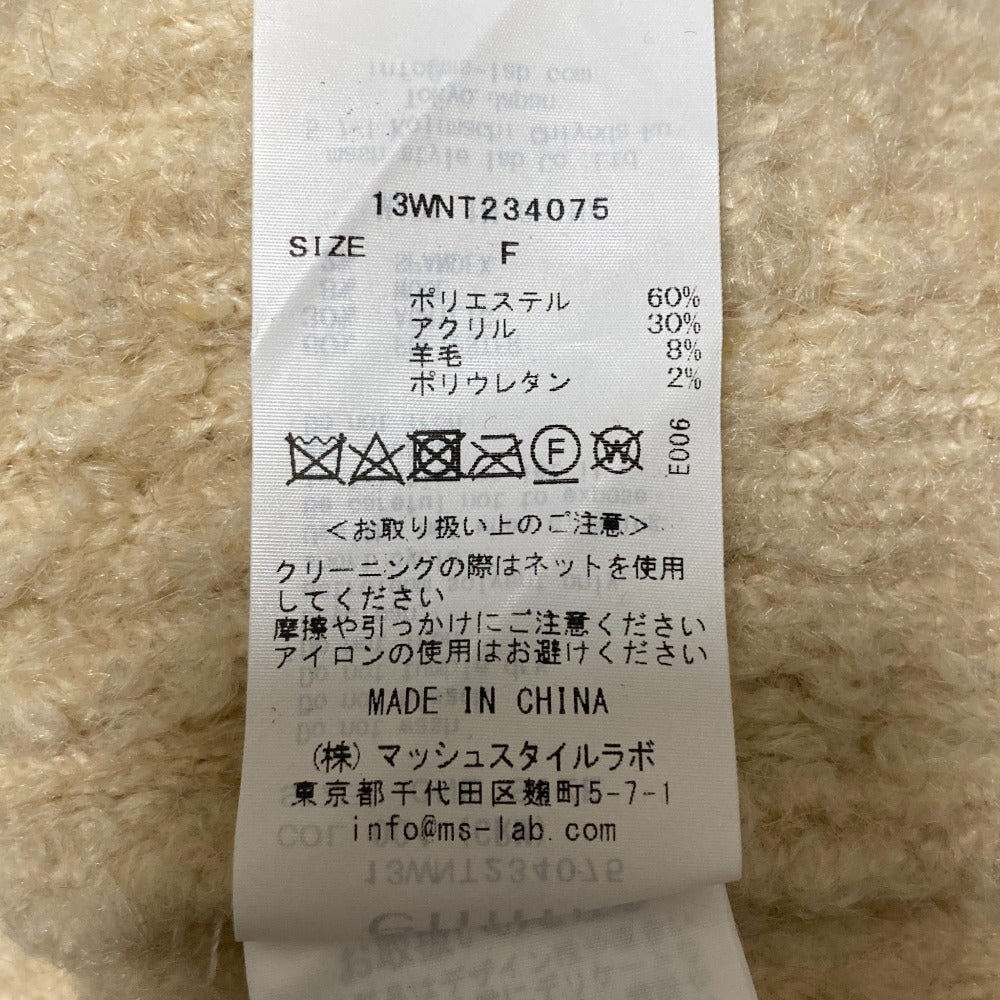 13WNT234075
SIZE F
ポリエステル 60%
アクリル 30%
羊毛 8%
ポリウレタン 2%
F W E006
<お取り扱い上のご注意>
クリーニングの際はネットを使用
してください
摩擦や引っかけにご注意ください
アイロンの使用はお避けください
MADE IN CHINA
(株)マッシュスタイルラボ
東京都千代田区麹町5-7-1
info@ms-lab.com